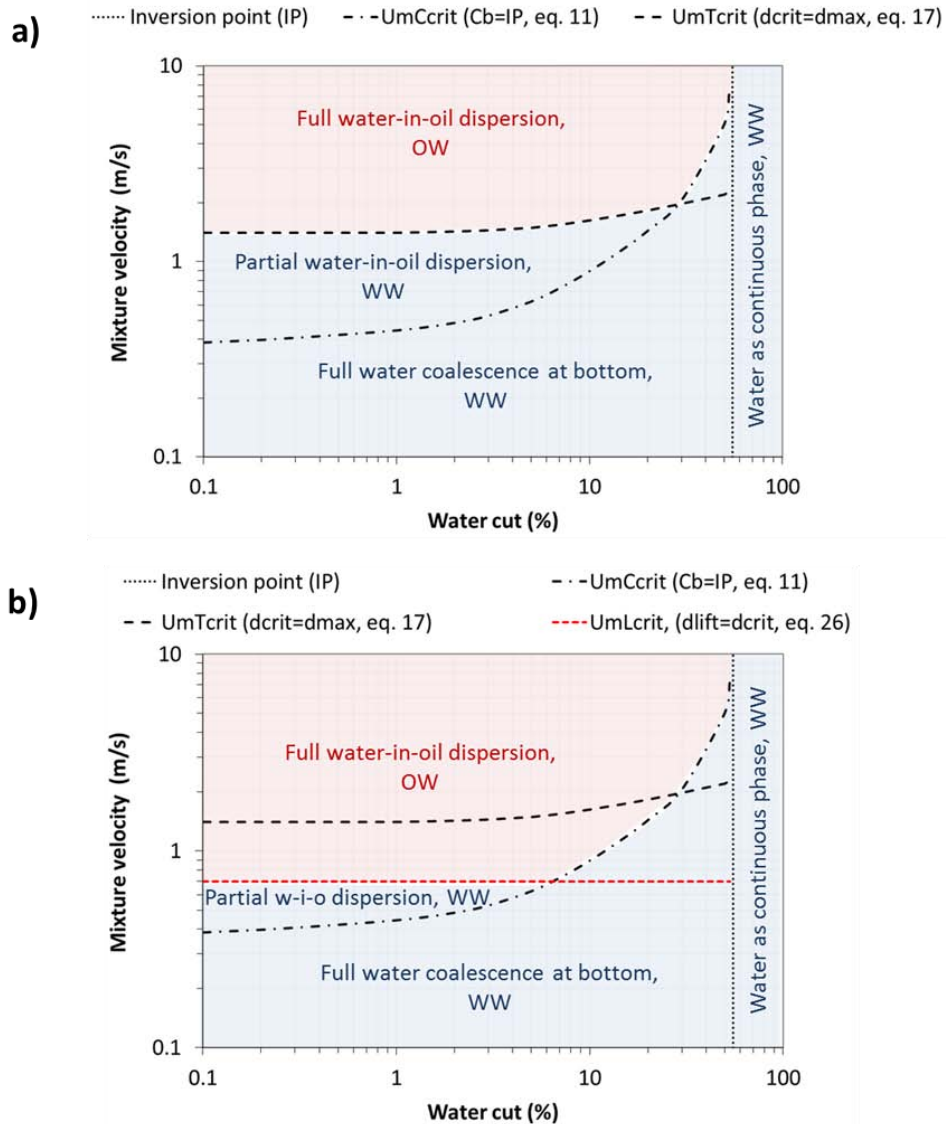 a)
Inversion point (IP)
UmCcrit (Cb=IP, eq. 11)
UmTcrit (dcrit=dmax, eq. 17)
10
1
0.1
Mixture velocity (m/s)
Full water-in-oil dispersion,
OW
Partial water-in-oil dispersion,
WW
Full water coalescence at bottom,
WW
Water as continuous phase, WW
0.1
1
10
100
Water cut (%)
b)
Inversion point (IP)
UmCcrit (Cb=IP, eq. 11)
UmTcrit (dcrit=dmax, eq. 17)
UmLcrit, (dlift=dcrit, eq. 26)
10
1
0.1
Mixture velocity (m/s)
Full water-in-oil dispersion,
OW
Partial w-i-o dispersion, WW
Full water coalescence at bottom,
WW
Water as continuous phase, WW
0.1
1
10
100
Water cut (%)